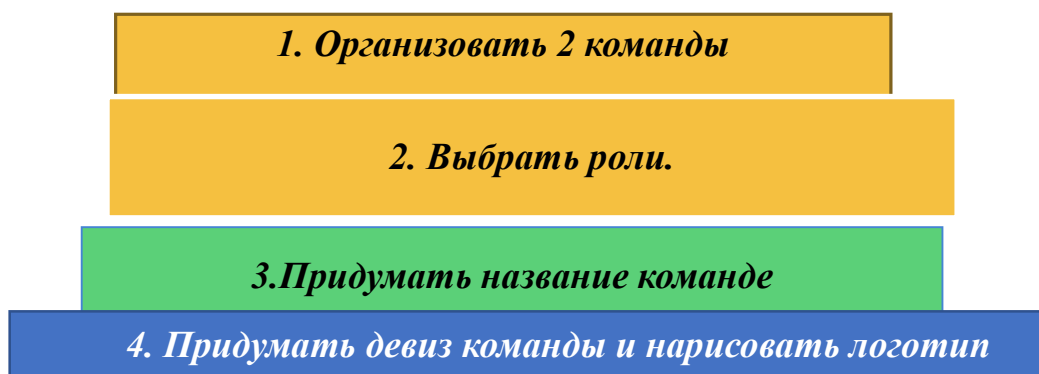 1. Организовать 2 команды
2. Выбрать роли.
3.Придумать название команде
4. Придумать девиз команды и нарисовать логотип